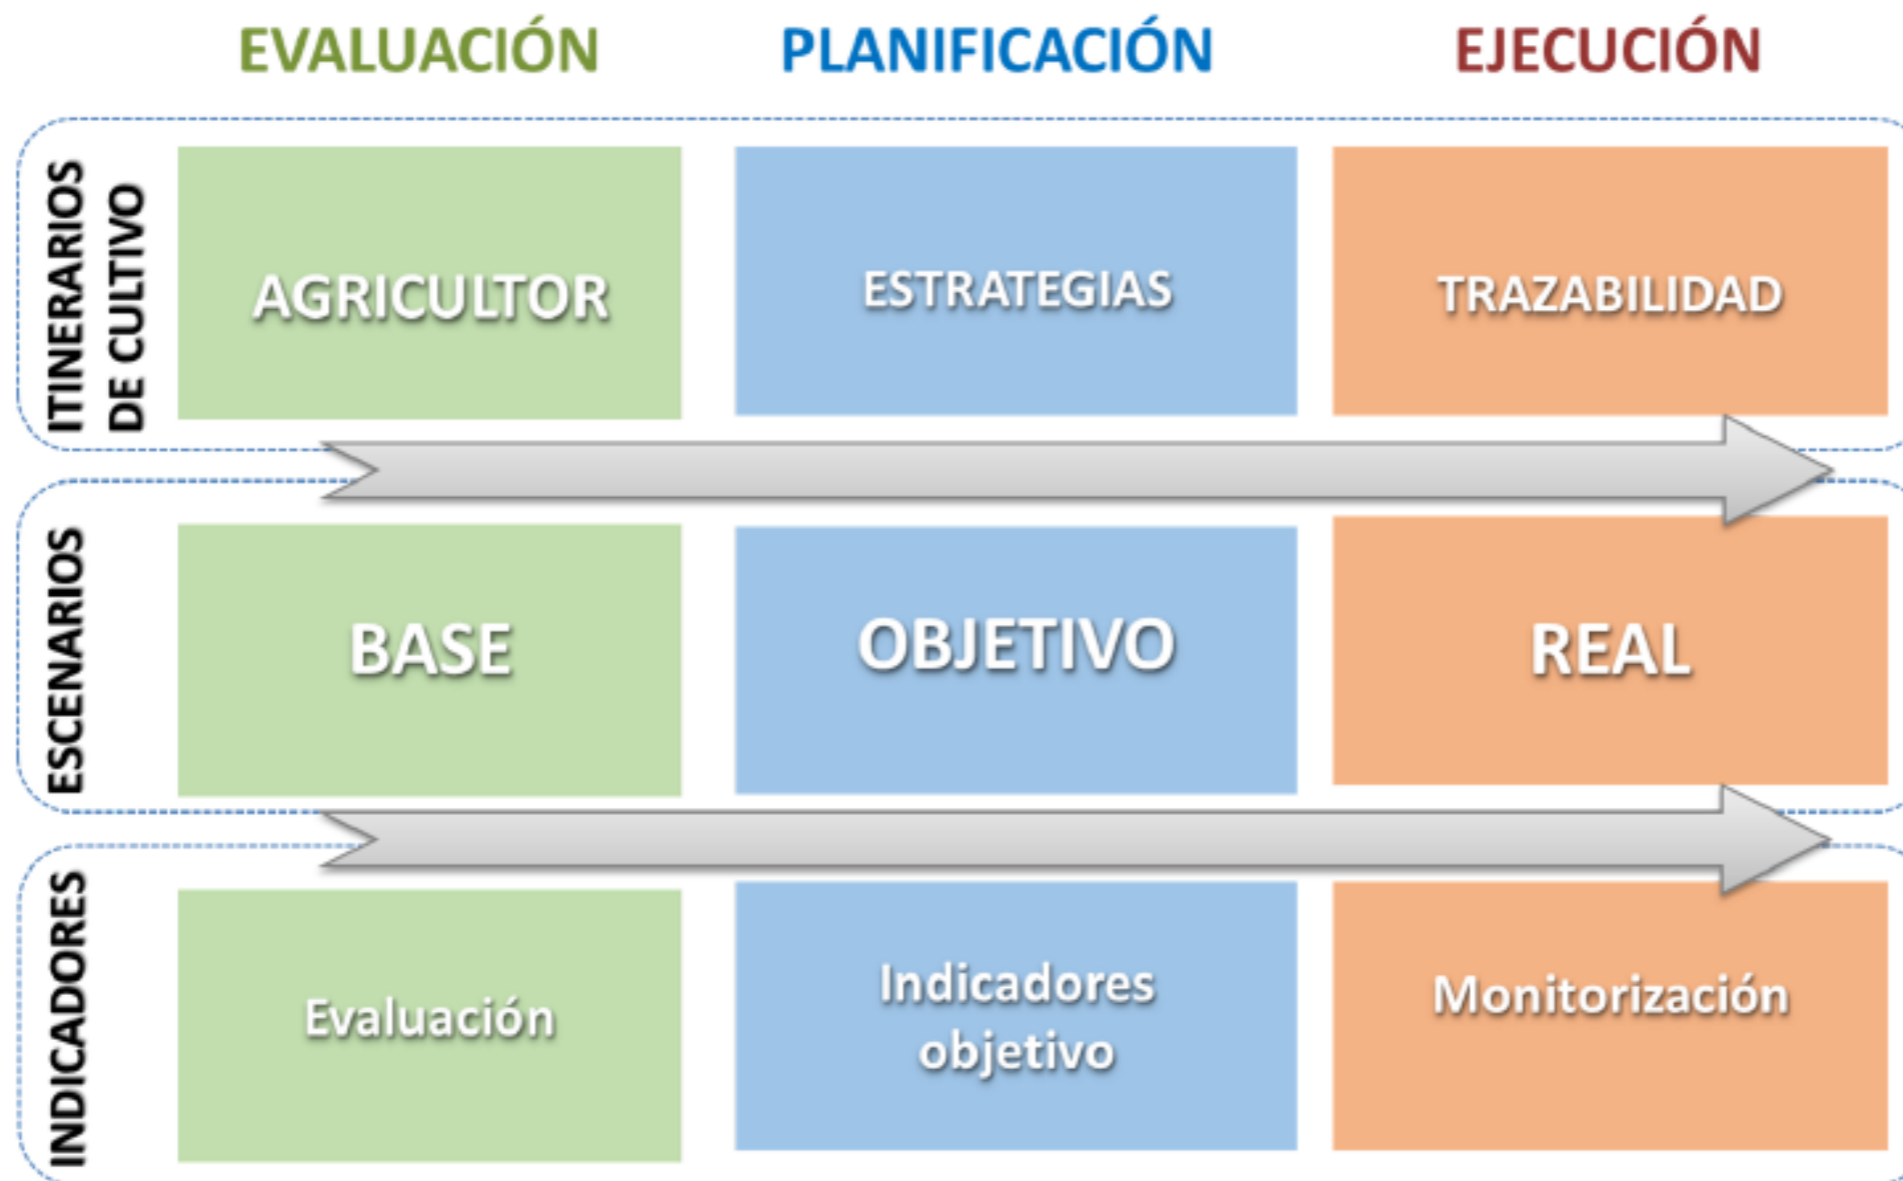 EVALUACIÓN
PLANIFICACIÓN
EJECUCIÓN
ITINERARIOS
DE CULTIVO
AGRICULTOR
ESTRATEGIAS
TRAZABILIDAD
ESCENARIOS
BASE
OBJETIVO
REAL
INDICADORES
Evaluación
Indicadores
objetivo
Monitorización